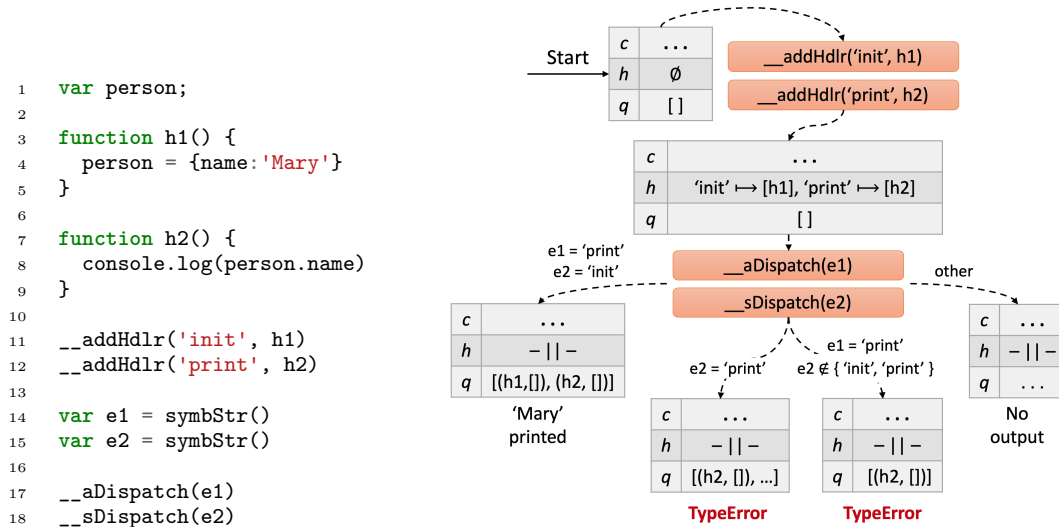 1 var person;
2
3 function h1() {
4 person = {name:'Mary'}
5 }
6
7 function h2() {
8 console.log(person.name)
9 }
10
11 __addHdlr('init', h1)
12 __addHdlr('print', h2)
13
14 var e1 = symbStr()
15 var e2 = symbStr()
16
17 __aDispatch(e1)
18 __sDispatch(e2)
Start
c ...
h ∅
q [ ]
__addHdlr(‘init’, h1)
__addHdlr(‘print’, h2)
c ...
h ‘init’ ⟼ [h1], ‘print’ ⟼ [h2]
q [ ]
e1 = ‘print’
e2 = ‘init’
__aDispatch(e1)
__sDispatch(e2)
other
c ...
h – || –
q [(h1,[]), (h2, [])]
‘Mary’
printed
e2 = ‘print’
c ...
h – || –
q [(h2, []), ...]
TypeError
e1 = ‘print’
e2 ∉ { ‘init’, ‘print’ }
c ...
h – || –
q [(h2, [])]
TypeError
c ...
h – || –
q ...
No
output